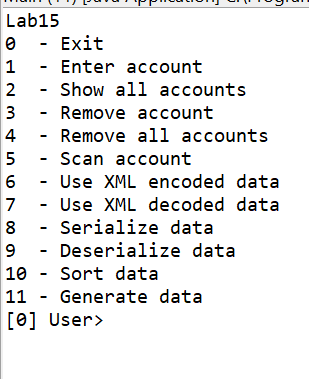 Lab15
0  - Exit
1  - Enter account
2  - Show all accounts
3  - Remove account
4  - Remove all accounts
5  - Scan account
6  - Use XML encoded data
7  - Use XML decoded data
8  - Serialize data
9  - Deserialize data
10 - Sort data
11 - Generate data
[0] User>